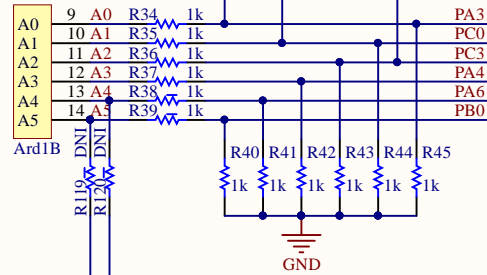 A0 9 A0 R34 1k PA3
A1 10 A1 R35 1k PC0
A2 11 A2 R36 1k PC3
A3 12 A3 R37 1k PA4
A4 13 A4 R38 1k PA6
A5 14 A5 R39 1k PB0
Ard1B
R119 DNI
R120 DNI
R40 R41 R42 R43 R44 R45
1k 1k 1k 1k 1k 1k
GND